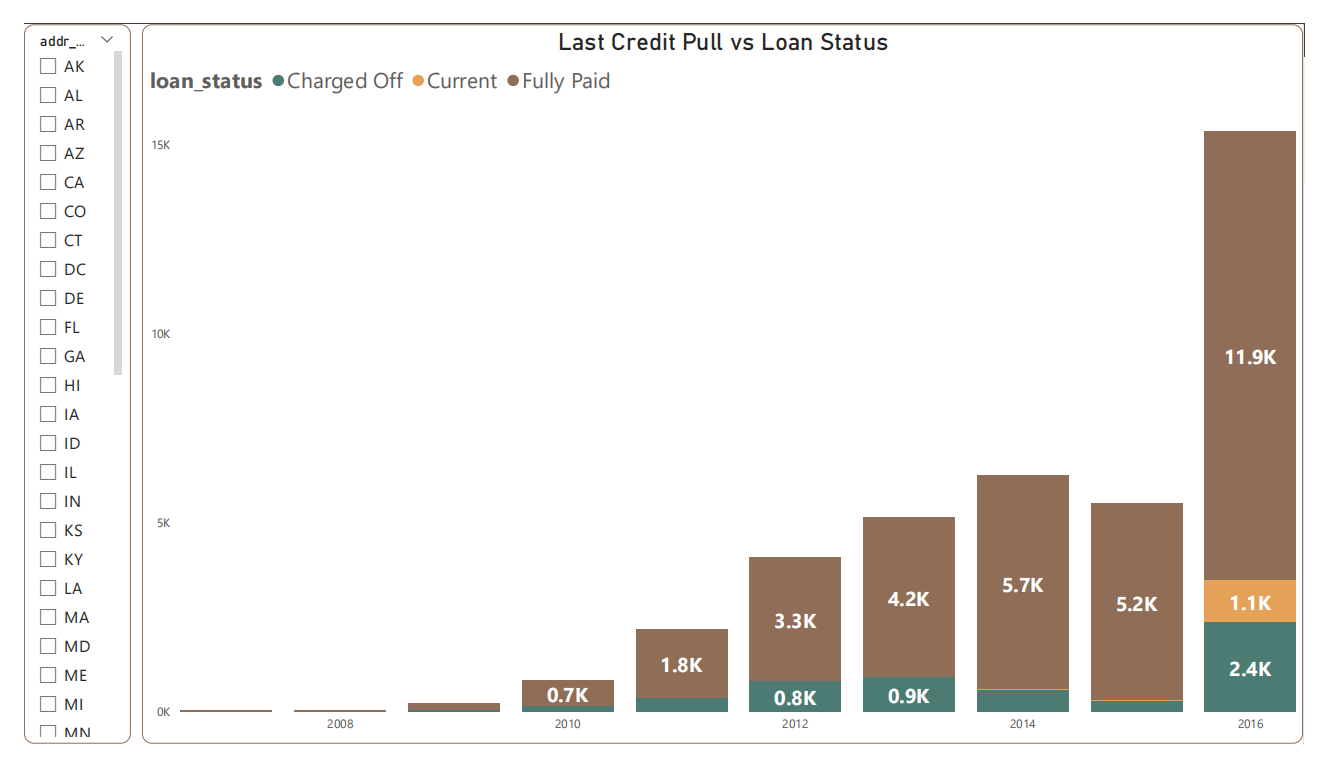 addr_...
AK
AL
AR
AZ
CA
CO
CT
DC
DE
FL
GA
HI
IA
ID
IL
IN
KS
KY
LA
MA
MD
ME
MI
MN
Last Credit Pull vs Loan Status
loan_status Charged Off Current Fully Paid
15K
10K
5K
0K
0.7K
1.8K
3.3K
0.8K
4.2K
0.9K
5.7K
5.2K
11.9K
1.1K
2.4K
2008 2010 2012 2014 2016